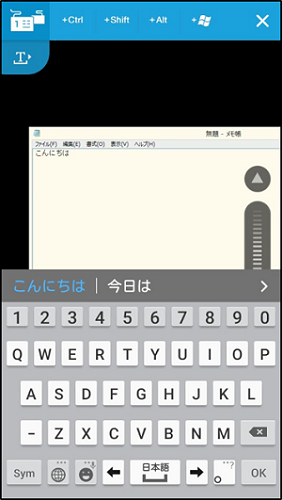 1
+Ctrl +Shift +Alt +
T
無題 - メモ帳
ファイル(F) 編集(E) 書式(O) 表示(V) ヘルプ(H)
こんにちは
こんにちは 今日は
1 2 3 4 5 6 7 8 9 0
Q W E R T Y U I O P
A S D F G H J K L
- Z X C V B N M
Sym 日本語 。 ? OK